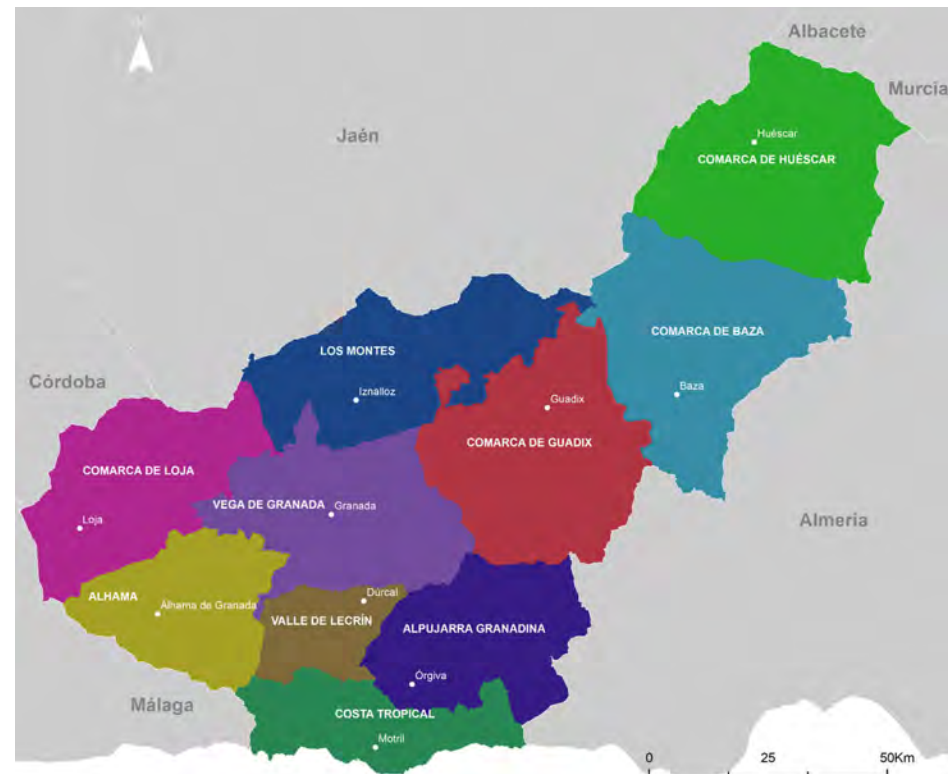 Albacete
Murcia
Jaén
Huéscar
COMARCA DE HUÉSCAR
COMARCA DE BAZA
LOS MONTES
Córdoba
Baza
Iznalloz
Guadix
COMARCA DE GUADIX
COMARCA DE LOJA
VEGA DE GRANADA
Granada
Loja
Almeria
ALHAMA
Alhama de Granada
Dúrcal
VALLE DE LECRÍN
ALPUJARRA GRANADINA
Órgiva
Málaga
COSTA TROPICAL
Motril
0 25 50Km